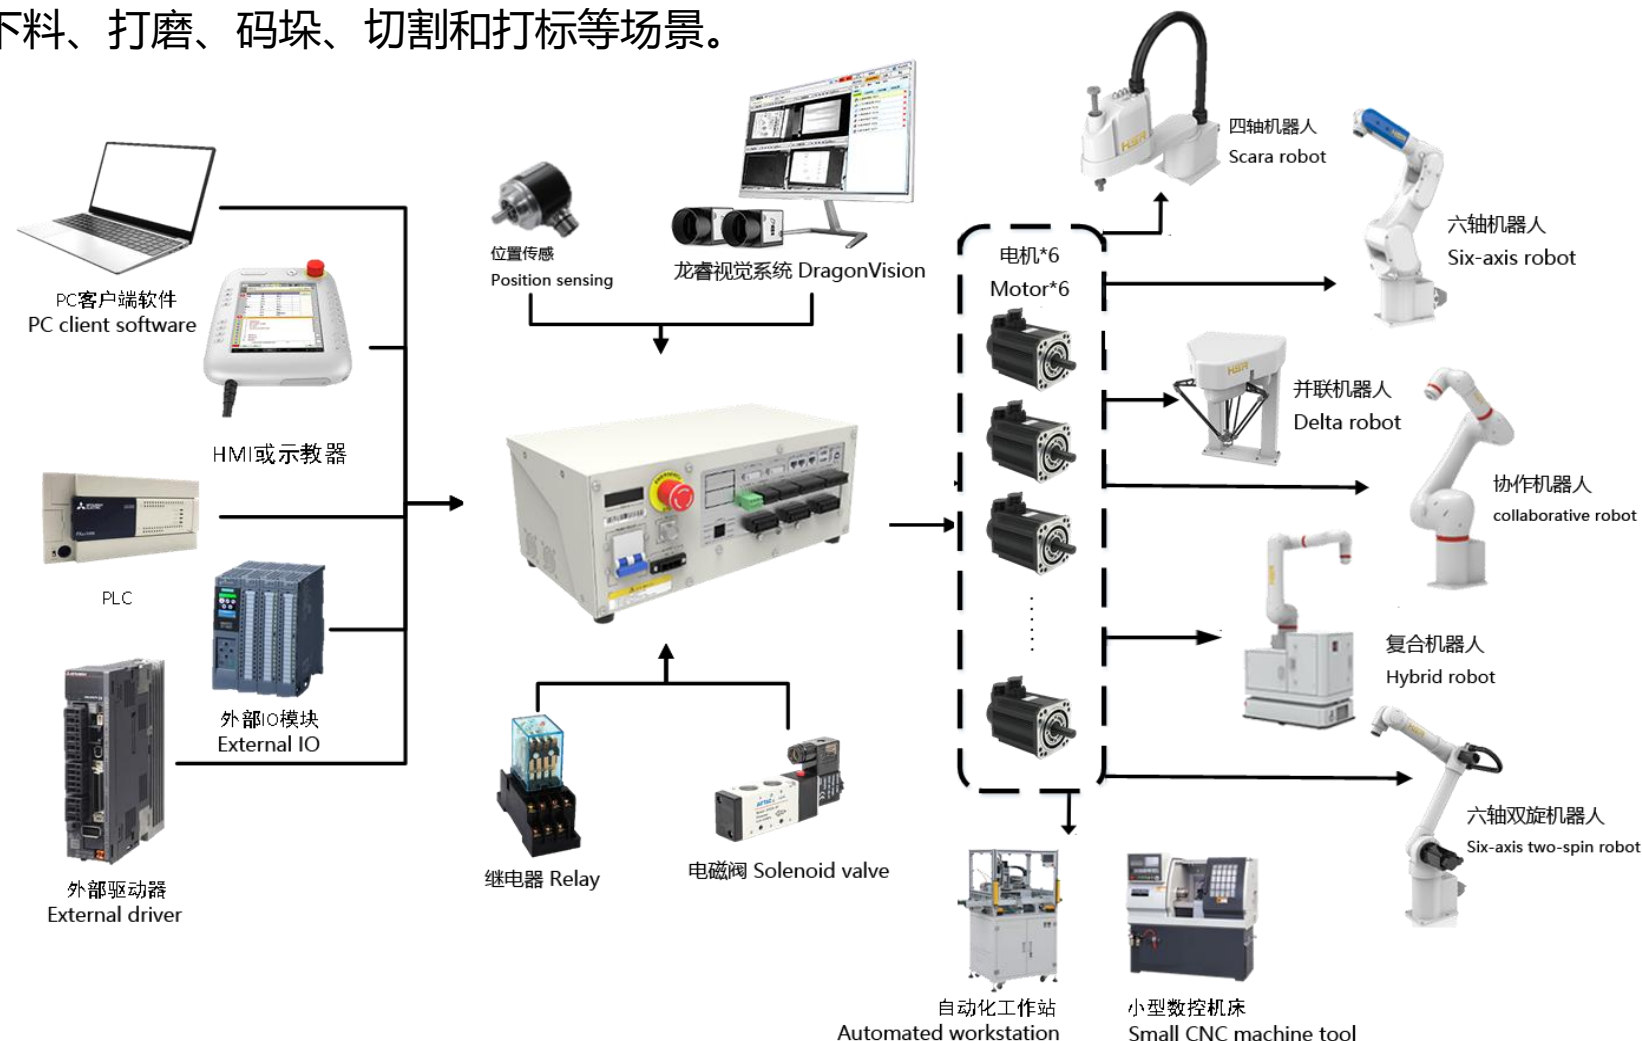 下料、打磨、码垛、切割和打标等场景。
四轴机器人
Scara robot
六轴机器人
Six-axis robot
位置传感
Position sensing
龙睿视觉系统 DragonVision
电机*6
Motor*6
PC客户端软件
PC client software
HMI或示教器
并联机器人
Delta robot
协作机器人
collaborative robot
PLC
复合机器人
Hybrid robot
外部IO模块
External IO
六轴双旋机器人
Six-axis two-spin robot
继电器 Relay
电磁阀 Solenoid valve
外部驱动器
External driver
自动化工作站
Automated workstation
小型数控机床
Small CNC machine tool
HSR
HSR
HSR